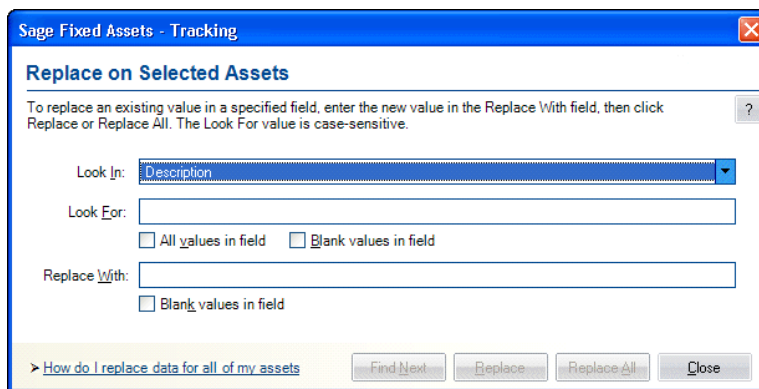 Sage Fixed Assets - Tracking
Replace on Selected Assets
To replace an existing value in a specified field, enter the new value in the Replace With field, then click
Replace or Replace All. The Look For value is case-sensitive.
?
Look In: Description
Look For:
All values in field Blank values in field
Replace With:
Blank values in field
➤ How do I replace data for all of my assets Find Next Replace Replace All Close